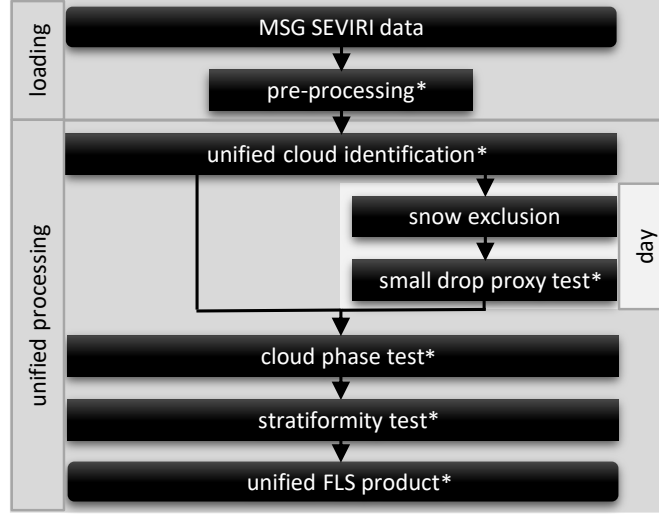 loading
MSG SEVIRI data
pre-processing*
unified processing
unified cloud identification*
day
snow exclusion
small drop proxy test*
cloud phase test*
stratiformity test*
unified FLS product*